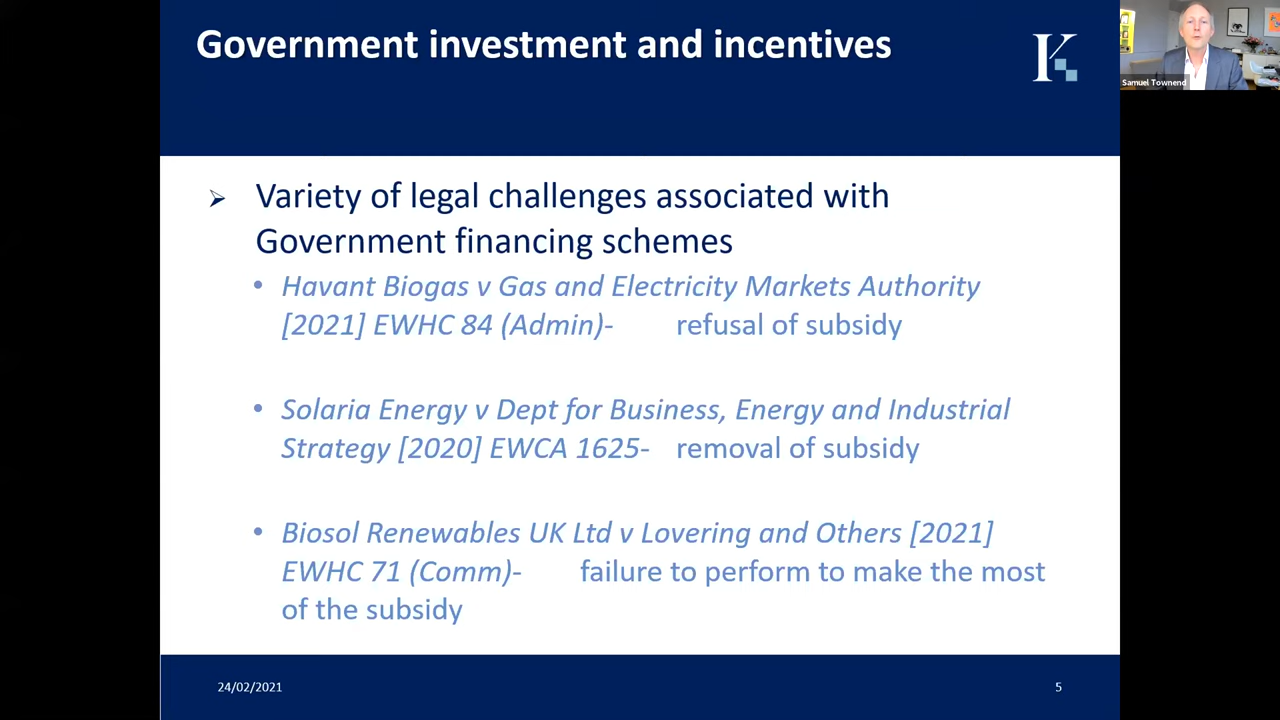 Government investment and incentives
K
Samuel Townend
➢ Variety of legal challenges associated with
Government financing schemes
• Havant Biogas v Gas and Electricity Markets Authority
[2021] EWHC 84 (Admin)- refusal of subsidy
• Solaria Energy v Dept for Business, Energy and Industrial
Strategy [2020] EWCA 1625- removal of subsidy
• Biosol Renewables UK Ltd v Lovering and Others [2021]
EWHC 71 (Comm)- failure to perform to make the most
of the subsidy
24/02/2021
5